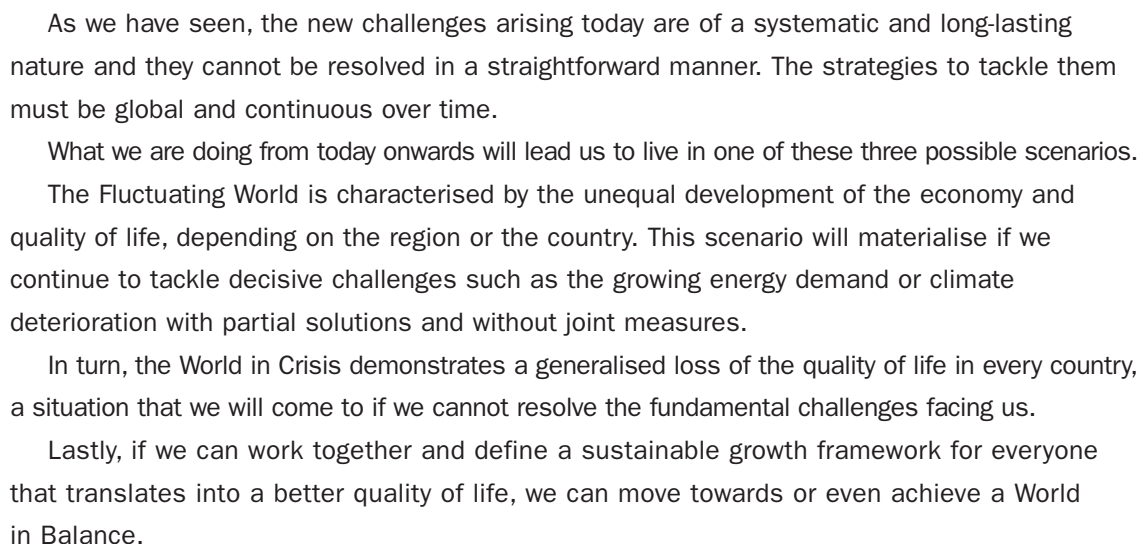 As we have seen, the new challenges arising today are of a systematic and long-lasting
nature and they cannot be resolved in a straightforward manner. The strategies to tackle them
must be global and continuous over time.
What we are doing from today onwards will lead us to live in one of these three possible scenarios.
The Fluctuating World is characterised by the unequal development of the economy and
quality of life, depending on the region or the country. This scenario will materialise if we
continue to tackle decisive challenges such as the growing energy demand or climate
deterioration with partial solutions and without joint measures.
In turn, the World in Crisis demonstrates a generalised loss of the quality of life in every country,
a situation that we will come to if we cannot resolve the fundamental challenges facing us.
Lastly, if we can work together and define a sustainable growth framework for everyone
that translates into a better quality of life, we can move towards or even achieve a World
in Balance.